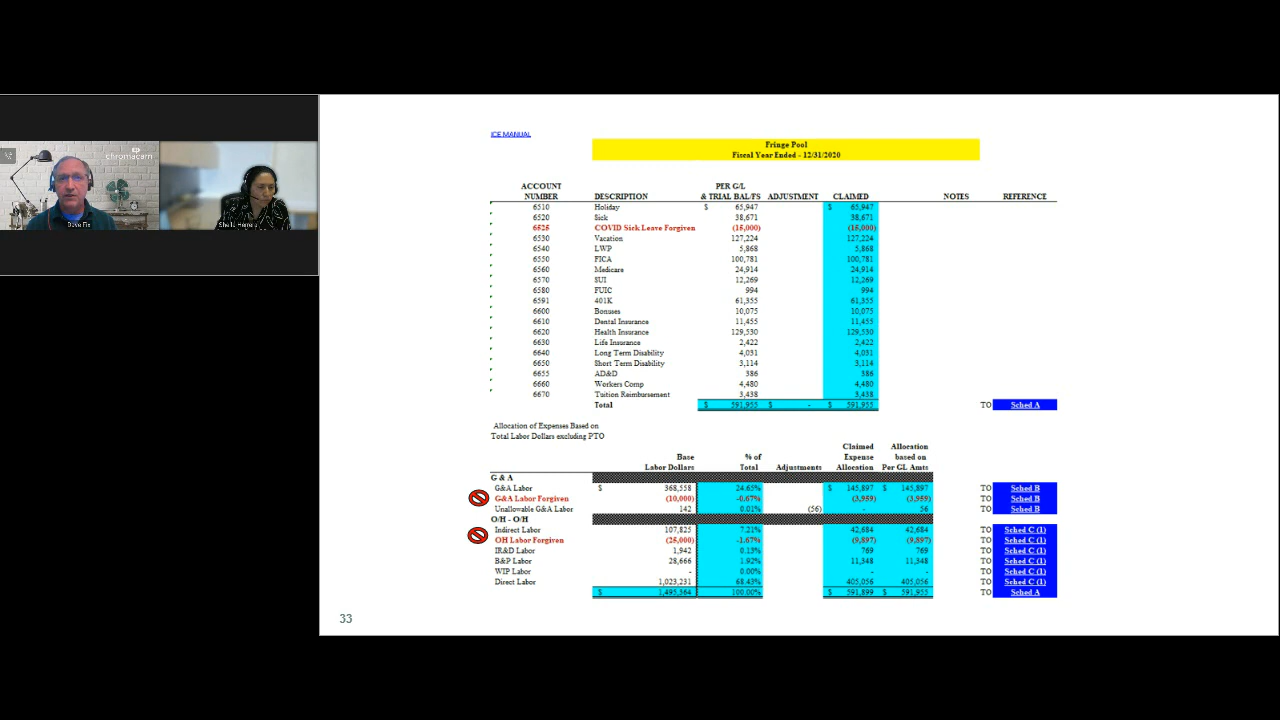 ICE MANUAL
Fringe Pool
Fiscal Year Ended - 12/31/2020
ACCOUNT NUMBER DESCRIPTION PER G/L & TRIAL BAL/FS ADJUSTMENT CLAIMED NOTES REFERENCE
6510 Holiday $ 65,947 $ 65,947
6520 Sick 38,671 38,671
6525 COVID Sick Leave Forgiven (15,000) (15,000)
6530 Vacation 127,224 127,224
6540 LWP 5,868 5,868
6550 FICA 100,781 100,781
6560 Medicare 24,914 24,914
6570 SUI 12,269 12,269
6580 FUIC 994 994
6591 401K 61,355 61,355
6600 Bonuses 10,075 10,075
6610 Dental Insurance 11,455 11,455
6620 Health Insurance 129,530 129,530
6630 Life Insurance 2,422 2,422
6640 Long Term Disability 4,031 4,031
6650 Short Term Disability 3,114 3,114
6655 AD&D 386 386
6660 Workers Comp 4,480 4,480
6670 Tuition Reimbursement 3,438 3,438
Total $ 591,955 $ - $ 591,955 TO Sched A
Allocation of Expenses Based on
Total Labor Dollars excluding PTO
Base Labor Dollars % of Total Adjustments Claimed Expense Allocation Allocation based on Per GL Amts
G & A
G&A Labor $ 368,558 24.65% $ 145,897 $ 145,897 TO Sched B
G&A Labor Forgiven (10,000) -0.67% (3,959) (3,959) TO Sched B
Unallowable G&A Labor 142 0.01% (56) - 56 TO Sched B
O/H - O/H
Indirect Labor 107,825 7.21% 42,684 42,684 TO Sched C (1)
OH Labor Forgiven (25,000) -1.67% (9,897) (9,897) TO Sched C (1)
IR&D Labor 1,942 0.13% 769 769 TO Sched C (1)
B&P Labor 28,666 1.92% 11,348 11,348 TO Sched C (1)
WIP Labor - 0.00% - - TO Sched C (1)
Direct Labor 1,023,231 68.43% 405,056 405,056 TO Sched C (1)
$ 1,495,364 100.00% $ 591,899 $ 591,955 TO Sched A
33
chromacam
Dave Fix